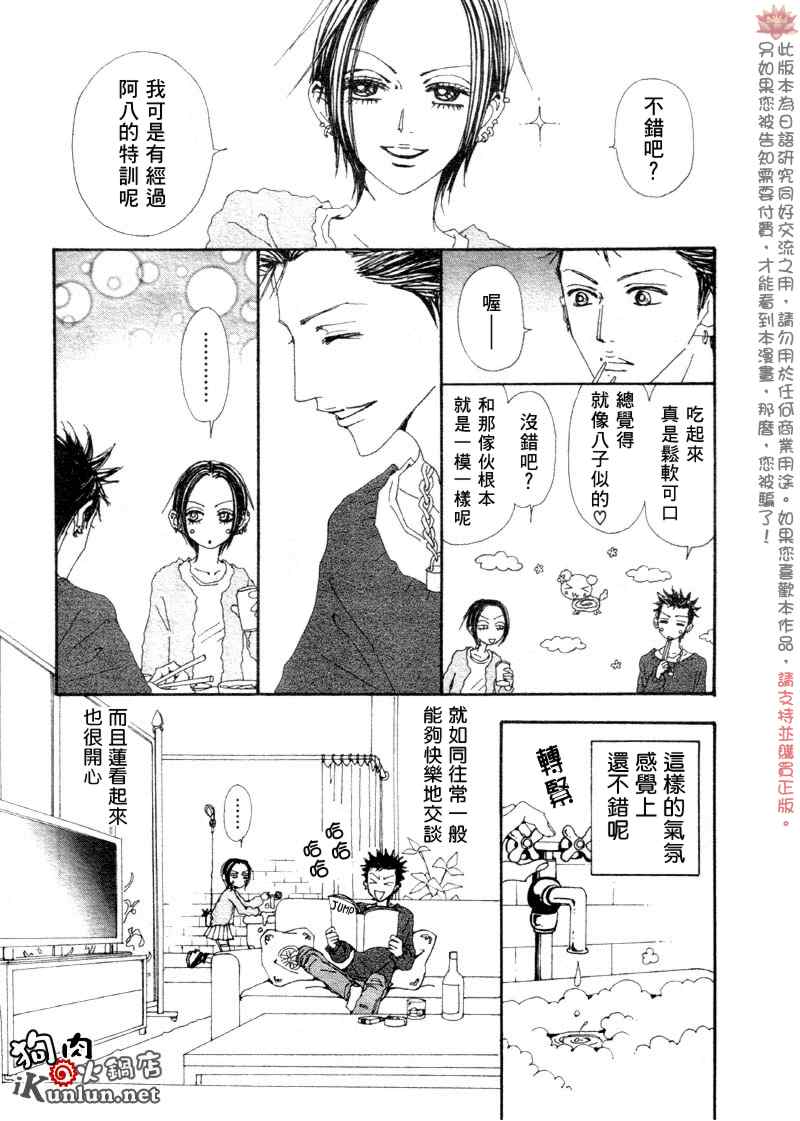 不錯吧？
我可是有經過
阿八的特訓呢
喔——
………
吃起來
真是鬆軟可口
總覺得
就像八子似的♡
沒錯吧？
和那傢伙根本
就是一模一樣呢
這樣的氣氛
感覺上
還不錯呢
轉緊
就如同往常一般
能夠快樂地交談
哈哈
哈哈
JUMP
……
而且蓮看起來
也很開心
此版本為日語研究同好交流之用，請勿用於任何商業用途。如果您喜歡本作品，請支持並購買正版。
另如果您被告知需要付費，才能看到本漫畫，那麼，您被騙了！
狗肉火鍋店
iKunlun.net